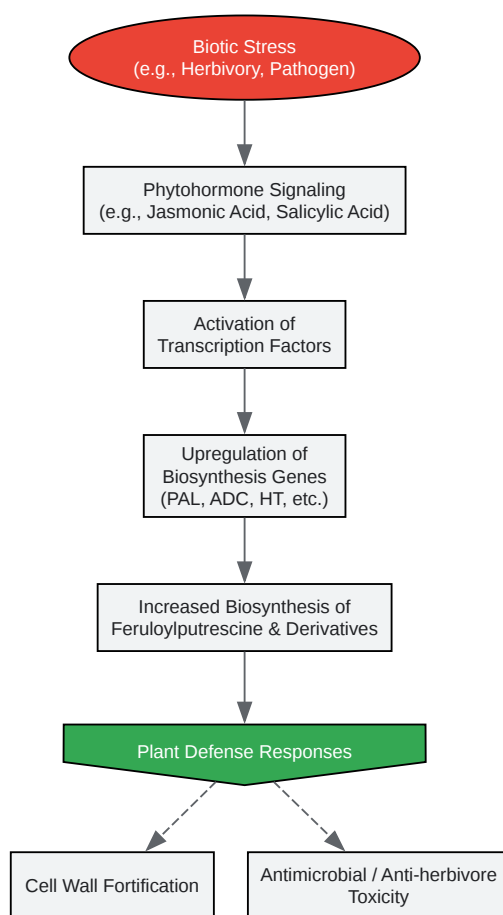 Biotic Stress
(e.g., Herbivory, Pathogen)
Phytohormone Signaling
(e.g., Jasmonic Acid, Salicylic Acid)
Activation of
Transcription Factors
Upregulation of
Biosynthesis Genes
(PAL, ADC, HT, etc.)
Increased Biosynthesis of
Feruloylputrescine & Derivatives
Plant Defense Responses
Cell Wall Fortification
Antimicrobial / Anti-herbivore
Toxicity